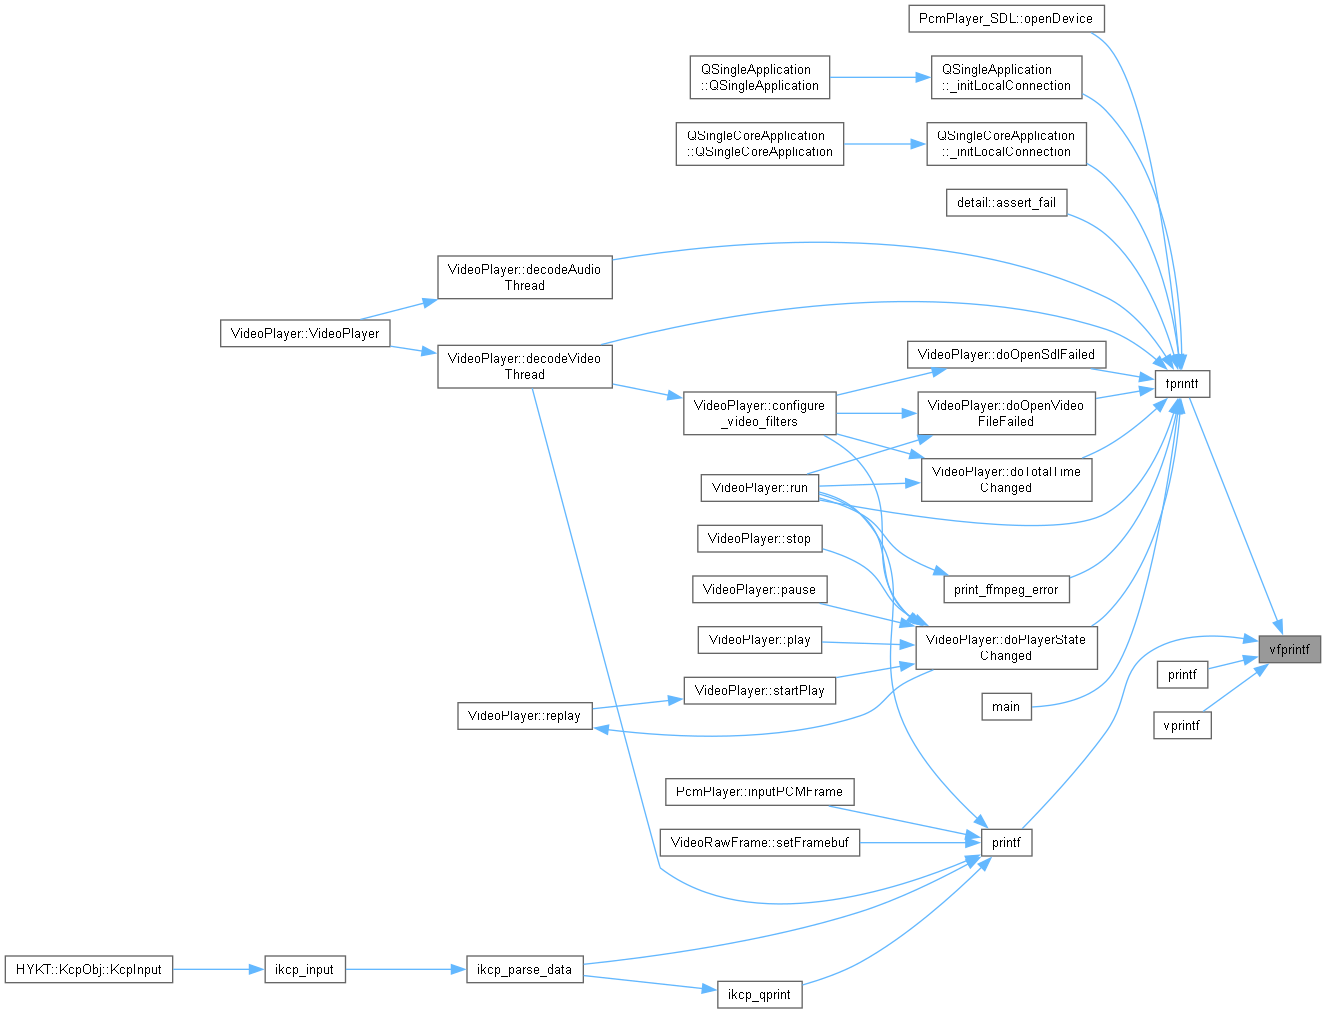 PcmPlayer_SDL::openDevice
QSingleApplication
::QSingleApplication
QSingleApplication
::_initLocalConnection
QSingleCoreApplication
::QSingleCoreApplication
QSingleCoreApplication
::_initLocalConnection
detail::assert_fail
VideoPlayer::decodeAudio
Thread
VideoPlayer::VideoPlayer
VideoPlayer::decodeVideo
Thread
VideoPlayer::doOpenSdlFailed
fprintf
VideoPlayer::configure
_video_filters
VideoPlayer::doOpenVideo
FileFailed
VideoPlayer::doTotalTime
Changed
VideoPlayer::run
VideoPlayer::stop
VideoPlayer::pause
print_ffmpeg_error
VideoPlayer::play
VideoPlayer::doPlayerState
Changed
vfprintf
printf
VideoPlayer::startPlay
VideoPlayer::replay
main
vprintf
PcmPlayer::inputPCMFrame
VideoRawFrame::setFramebuf
printf
HYKT::KcpObj::KcpInput
ikcp_input
ikcp_parse_data
ikcp_qprint